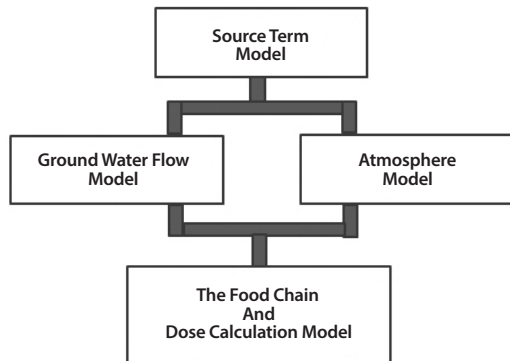 Source Term
Model
Ground Water Flow
Model
Atmosphere
Model
The Food Chain
And
Dose Calculation Model